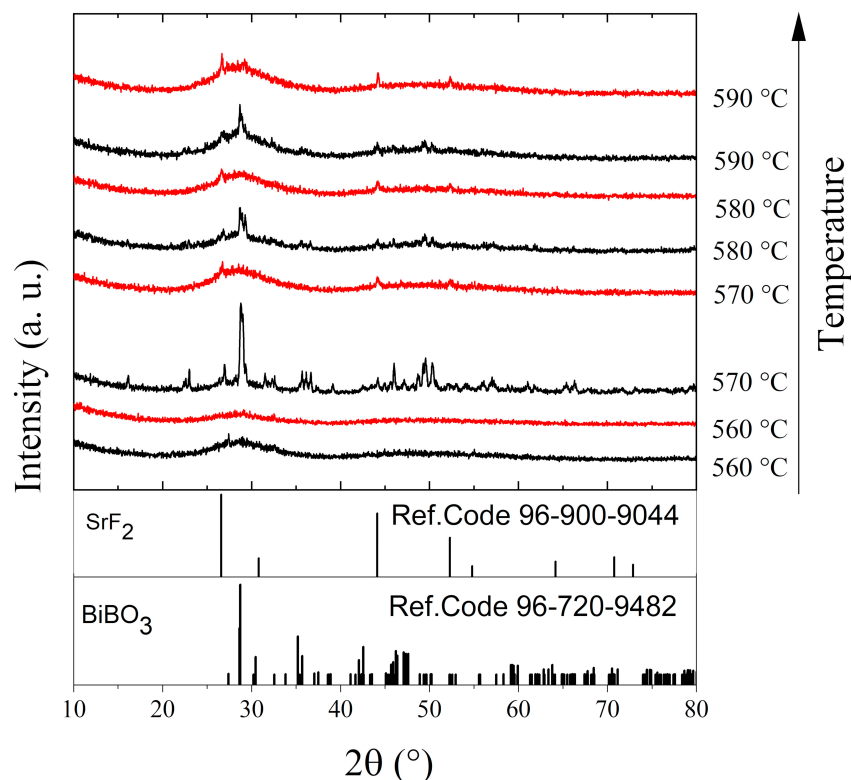 590 °C
590 °C
580 °C
580 °C
570 °C
570 °C
560 °C
560 °C
Temperature
Intensity (a. u.)
SrF2
Ref.Code 96-900-9044
BiBO3
Ref.Code 96-720-9482
10 20 30 40 50 60 70 80
2θ (°)